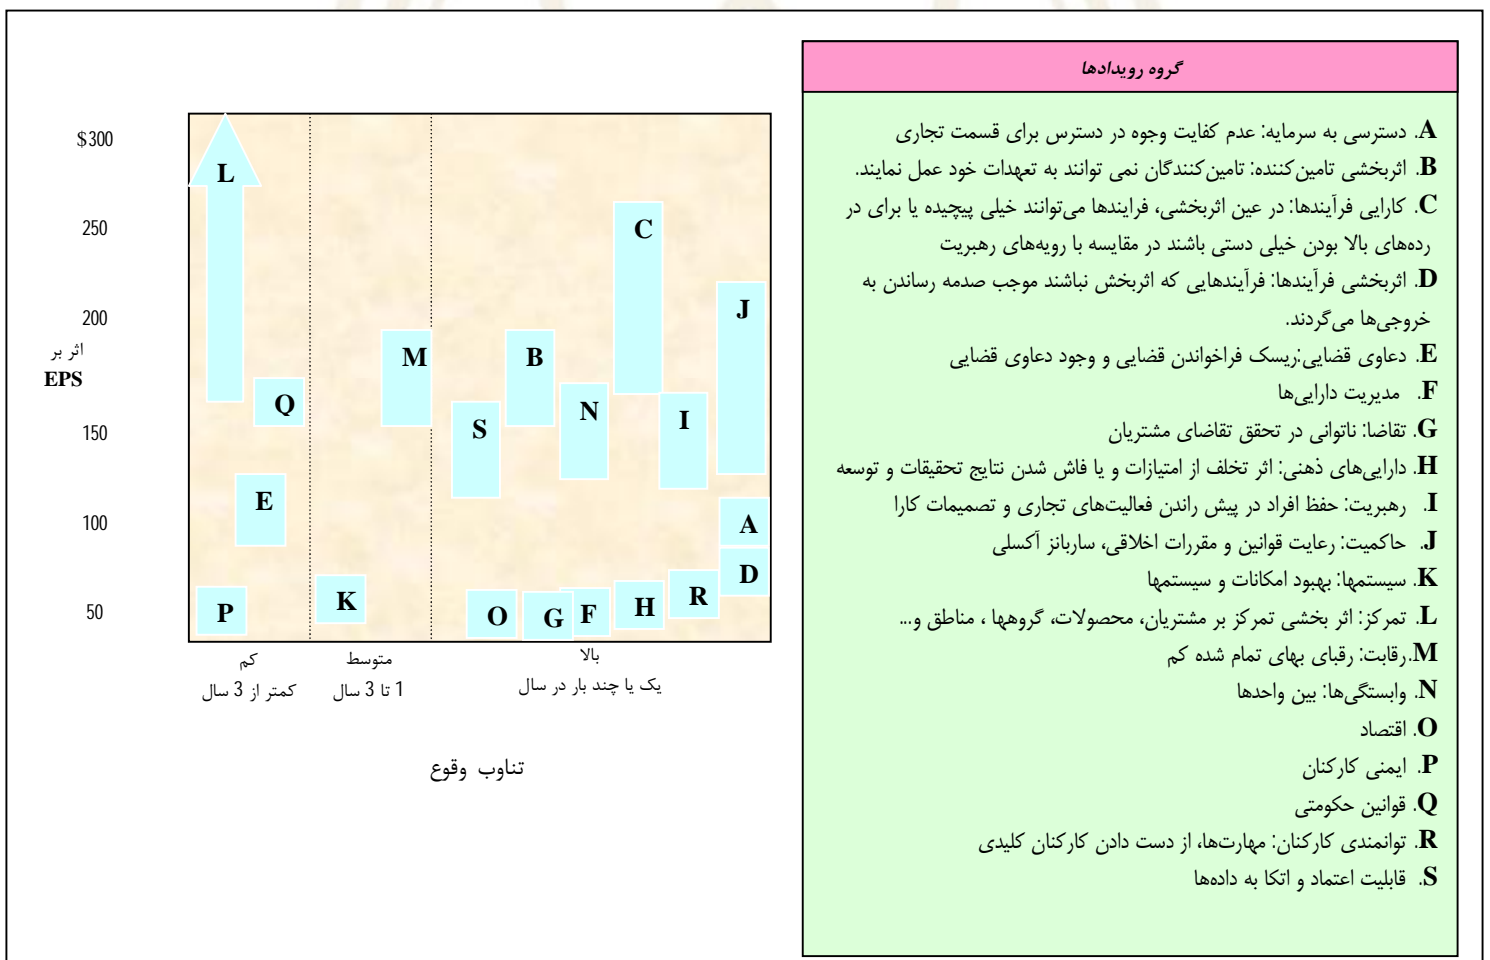 گروه رویدادها
A. دسترسی به سرمایه: عدم کفایت وجوه در دسترس برای قسمت تجاری
B. اثربخشی تامین‌کننده: تامین‌کنندگان نمی توانند به تعهدات خود عمل نمایند.
C. کارایی فرآیندها: در عین اثربخشی، فرایندها می‌توانند خیلی پیچیده یا برای در
رده‌های بالا بودن خیلی دستی باشند در مقایسه با رویه‌های رهبریت
D. اثربخشی فرآیندها: فرآیندهایی که اثربخش نباشند موجب صدمه رساندن به
خروجی‌ها می‌گردند.
E. دعاوی قضایی:ریسک فراخواندن قضایی و وجود دعاوی قضایی
F. مدیریت دارایی‌ها
G. تقاضا: ناتوانی در تحقق تقاضای مشتریان
H. دارایی‌های ذهنی: اثر تخلف از امتیازات و یا فاش شدن نتایج تحقیقات و توسعه
I. رهبریت: حفظ افراد در پیش راندن فعالیت‌های تجاری و تصمیمات کارا
J. حاکمیت: رعایت قوانین و مقررات اخلاقی، ساربانز آکسلی
K. سیستمها: بهبود امکانات و سیستمها
L. تمرکز: اثر بخشی تمرکز بر مشتریان، محصولات، گروهها ، مناطق و...
M.رقابت: رقبای بهای تمام شده کم
N. وابستگی‌ها: بین واحدها
O. اقتصاد
P. ایمنی کارکنان
Q. قوانین حکومتی
R. توانمندی کارکنان: مهارت‌ها، از دست دادن کارکنان کلیدی
S. قابلیت اعتماد و اتکا به داده‌ها
$300
250
200
اثر بر
EPS
150
100
50
L
C
J
M
B
Q
N
I
S
E
A
D
P
K
O
G
F
H
R
کم
کمتر از 3 سال
متوسط
1 تا 3 سال
بالا
یک یا چند بار در سال
تناوب وقوع